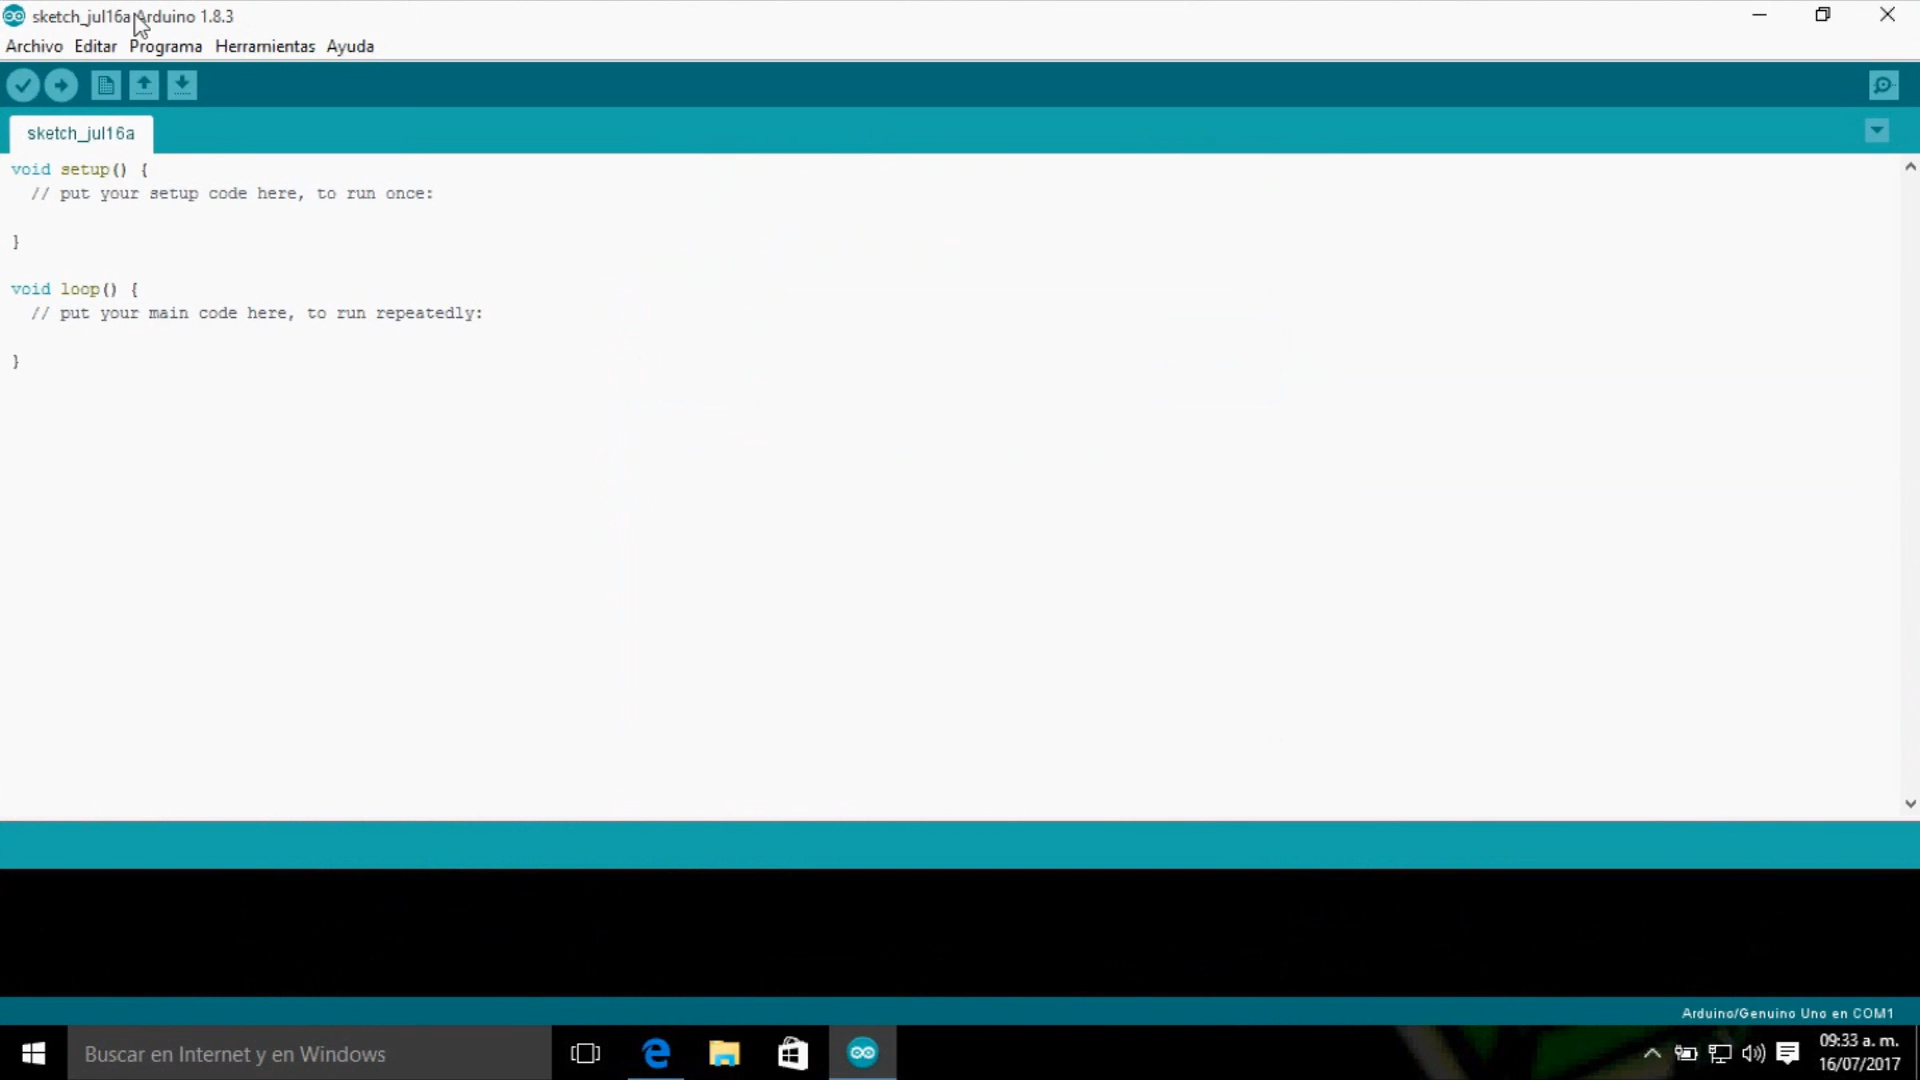 sketch_jul16a Arduino 1.8.3
Archivo Editar Programa Herramientas Ayuda
sketch_jul16a
void setup() {
  // put your setup code here, to run once:
}
void loop() {
  // put your main code here, to run repeatedly:
}
Arduino/Genuino Uno en COM1
Buscar en Internet y en Windows
09:33 a. m.
16/07/2017